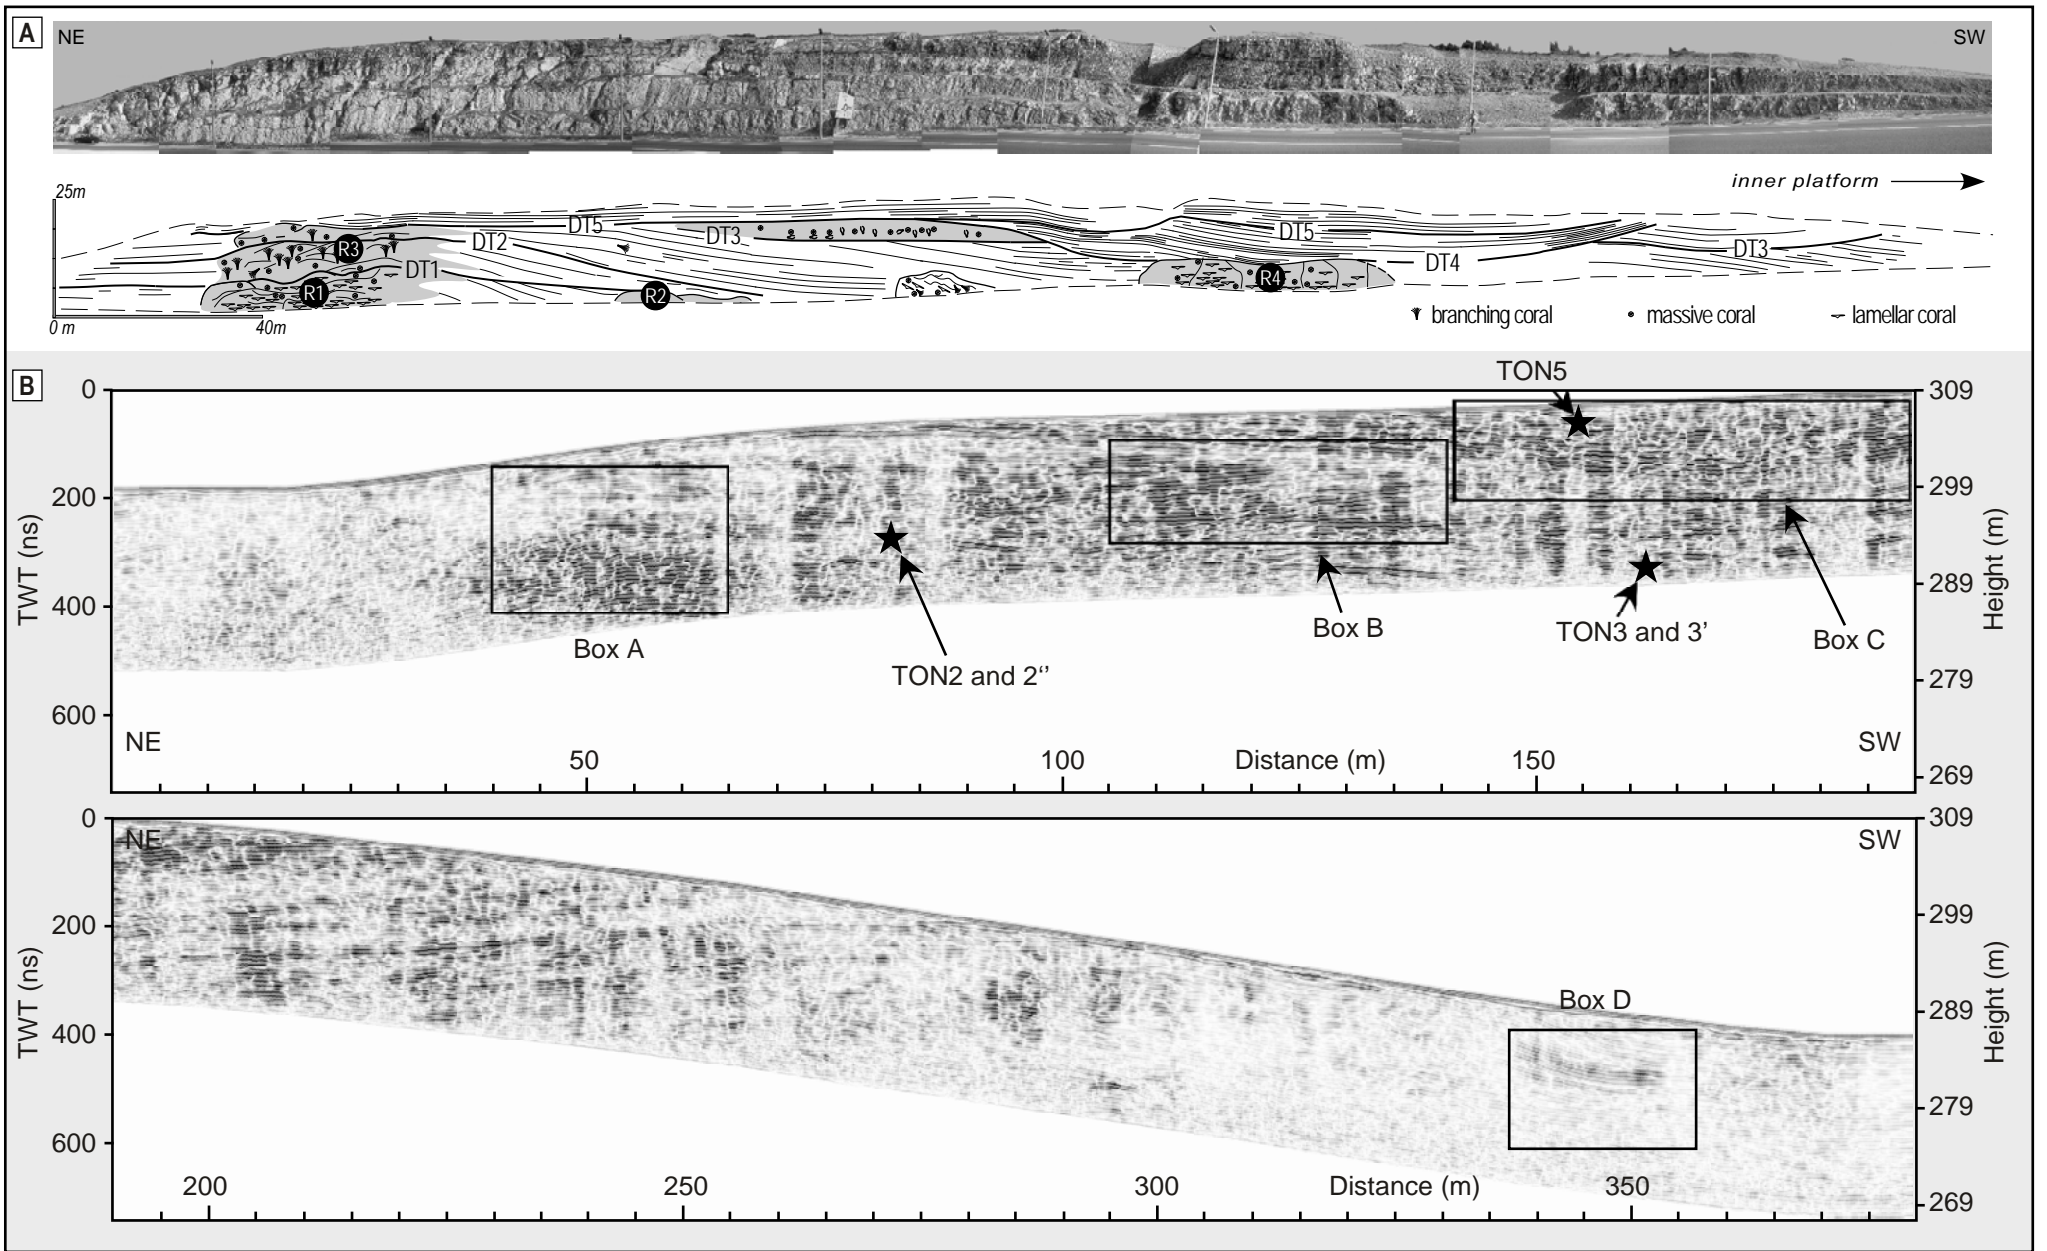 A
NE
SW
25m
inner platform
R3
DT2
DT5
DT3
DT5
DT3
DT1
DT4
R1
R2
R4
branching coral
massive coral
lamellar coral
0 m
40m
B
TON5
0
200
400
600
TWT (ns)
309
299
289
279
269
Height (m)
Box A
TON2 and 2‘’
Box B
TON3 and 3’
Box C
NE
SW
50
100
Distance (m)
150
0
200
400
600
TWT (ns)
NE
SW
309
299
289
279
269
Height (m)
Box D
200
250
300
Distance (m)
350